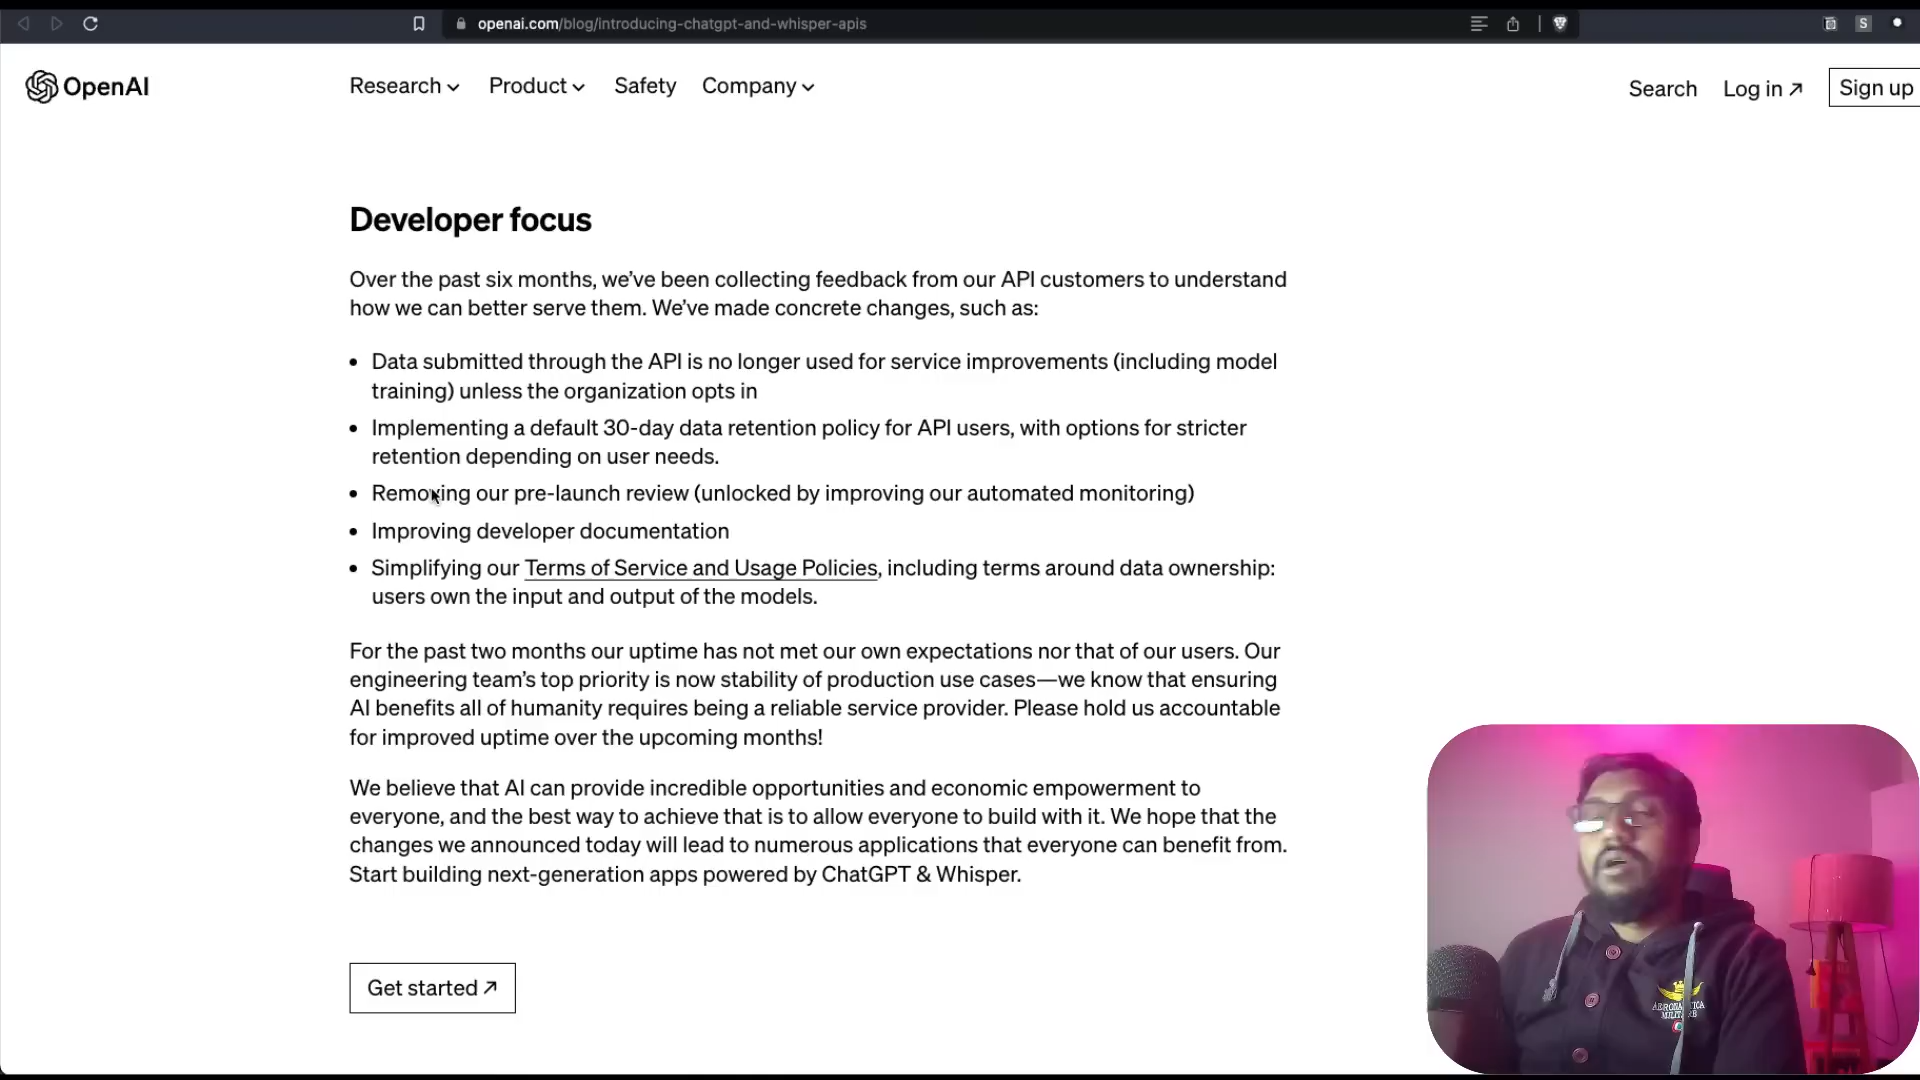 openai.com/blog/introducing-chatgpt-and-whisper-apis
S
OpenAI
Research
Product
Safety
Company
Search
Log in ↗
Sign up
Developer focus
Over the past six months, we’ve been collecting feedback from our API customers to understand
how we can better serve them. We’ve made concrete changes, such as:
• Data submitted through the API is no longer used for service improvements (including model
training) unless the organization opts in
• Implementing a default 30-day data retention policy for API users, with options for stricter
retention depending on user needs.
• Removing our pre-launch review (unlocked by improving our automated monitoring)
• Improving developer documentation
• Simplifying our Terms of Service and Usage Policies, including terms around data ownership:
users own the input and output of the models.
For the past two months our uptime has not met our own expectations nor that of our users. Our
engineering team’s top priority is now stability of production use cases—we know that ensuring
AI benefits all of humanity requires being a reliable service provider. Please hold us accountable
for improved uptime over the upcoming months!
We believe that AI can provide incredible opportunities and economic empowerment to
everyone, and the best way to achieve that is to allow everyone to build with it. We hope that the
changes we announced today will lead to numerous applications that everyone can benefit from.
Start building next-generation apps powered by ChatGPT & Whisper.
Get started ↗